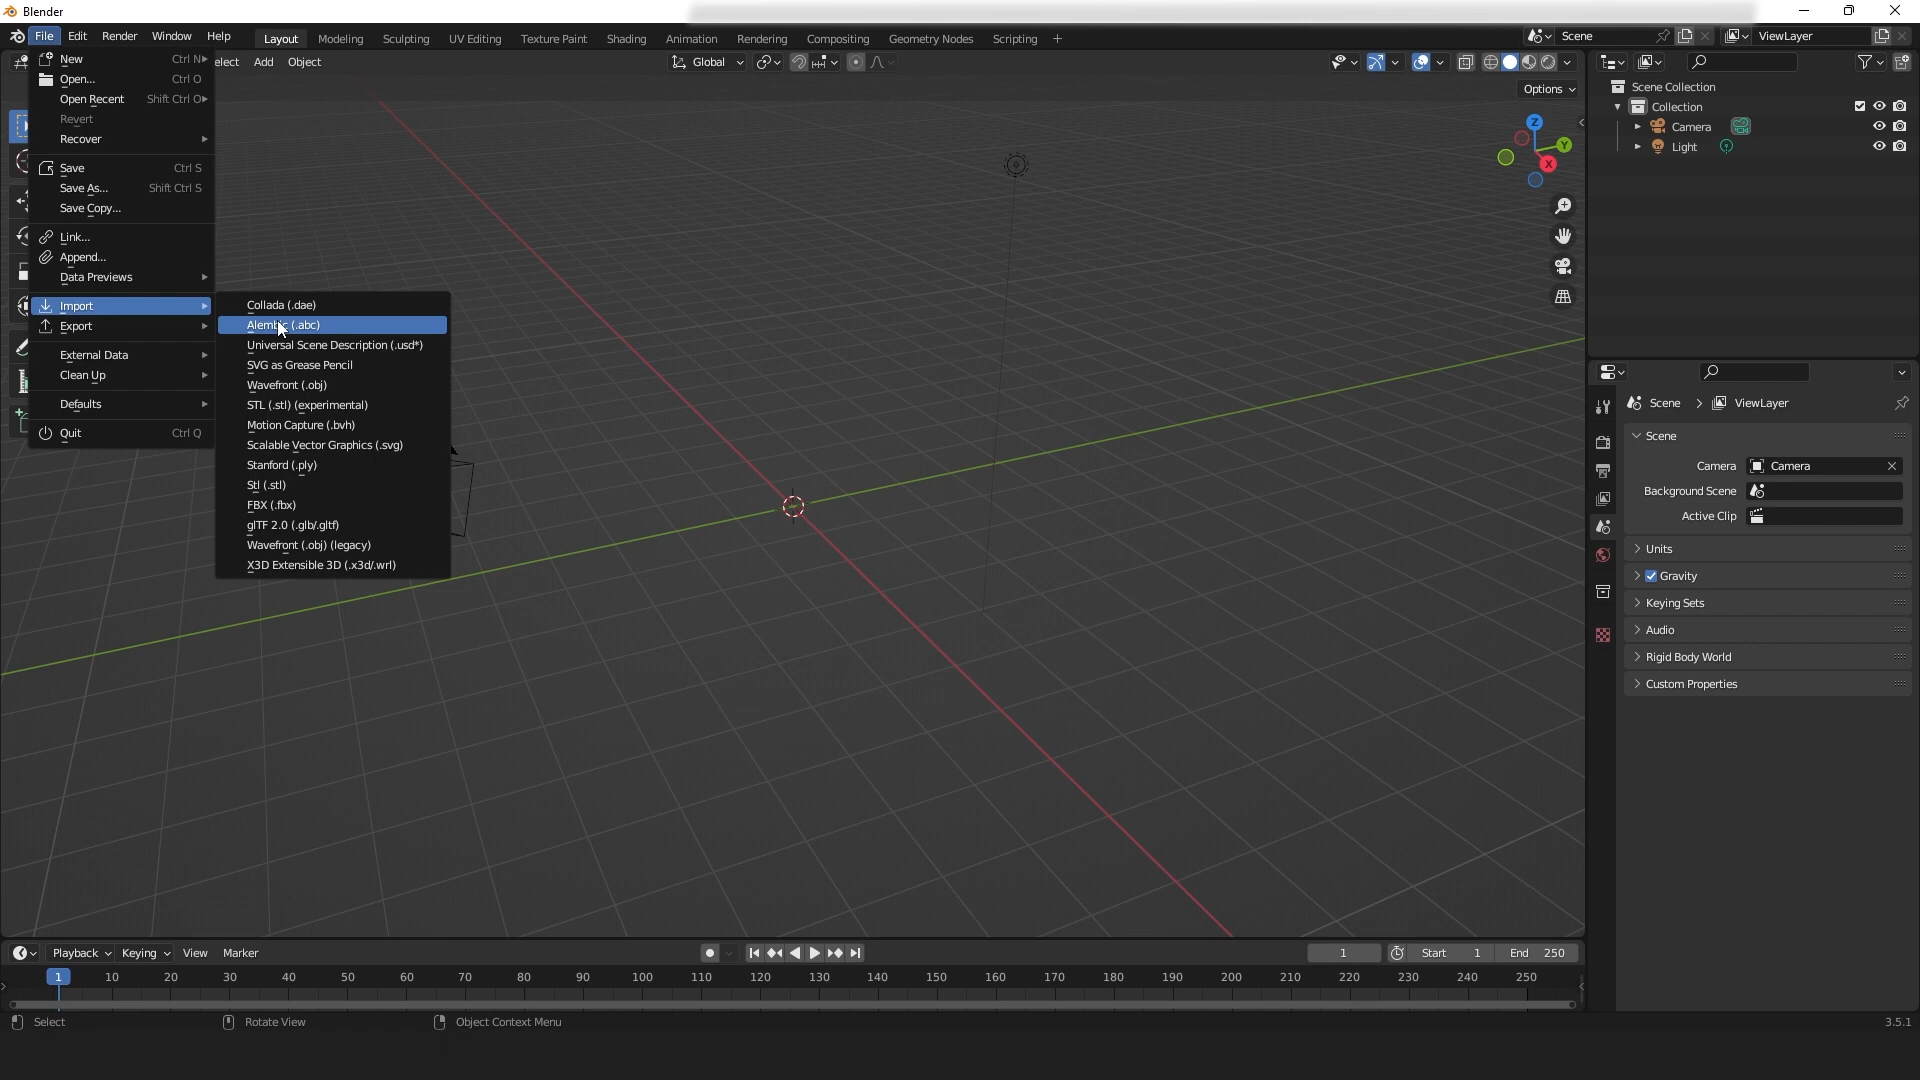 Blender
File Edit Render Window Help Layout Modeling Sculpting UV Editing Texture Paint Shading Animation Rendering Compositing Geometry Nodes Scripting + Scene ViewLayer
elect Add Object Global
Options
New Ctrl N
Open... Ctrl O
Open Recent Shift Ctrl O
Revert
Recover
Save Ctrl S
Save As... Shift Ctrl S
Save Copy...
Link...
Append...
Data Previews
Import
Export
External Data
Clean Up
Defaults
Quit Ctrl Q
Collada (.dae)
Alembic (.abc)
Universal Scene Description (.usd*)
SVG as Grease Pencil
Wavefront (.obj)
STL (.stl) (experimental)
Motion Capture (.bvh)
Scalable Vector Graphics (.svg)
Stanford (.ply)
Stl (.stl)
FBX (.fbx)
glTF 2.0 (.glb/.gltf)
Wavefront (.obj) (legacy)
X3D Extensible 3D (.x3d/.wrl)
Z
Y
X
Scene Collection
Collection
Camera
Light
Scene > ViewLayer
Scene
Camera Camera
Background Scene
Active Clip
Units
Gravity
Keying Sets
Audio
Rigid Body World
Custom Properties
Playback Keying View Marker 1 Start 1 End 250
1 10 20 30 40 50 60 70 80 90 100 110 120 130 140 150 160 170 180 190 200 210 220 230 240 250
Select Rotate View Object Context Menu 3.5.1